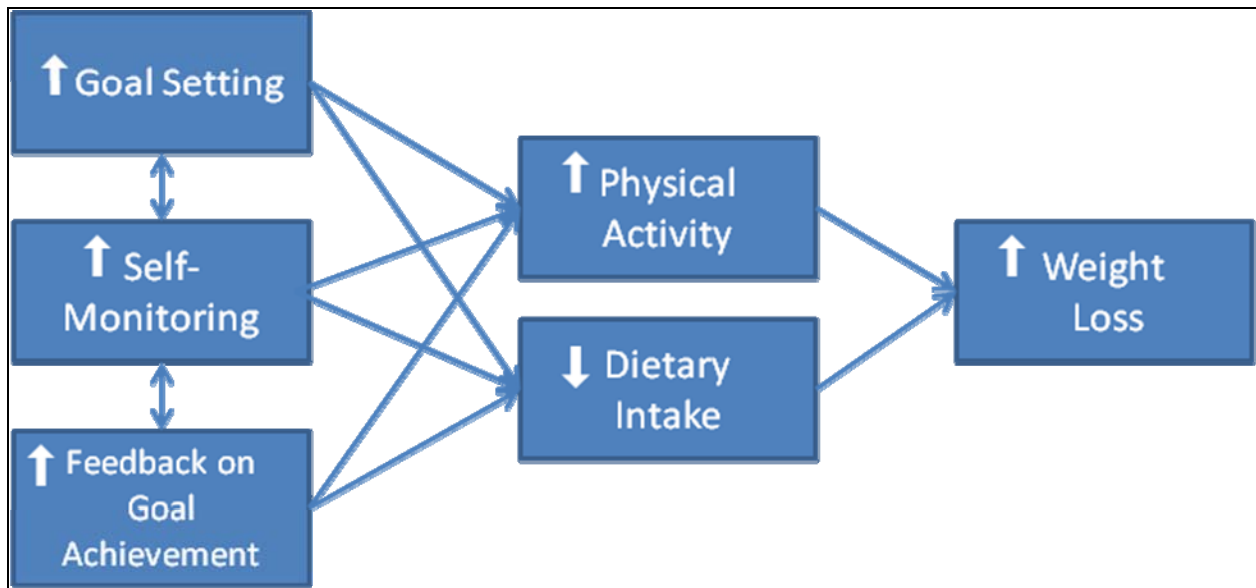 Goal Setting
Self-
Monitoring
Feedback on
Goal
Achievement
Physical
Activity
Dietary
Intake
Weight
Loss